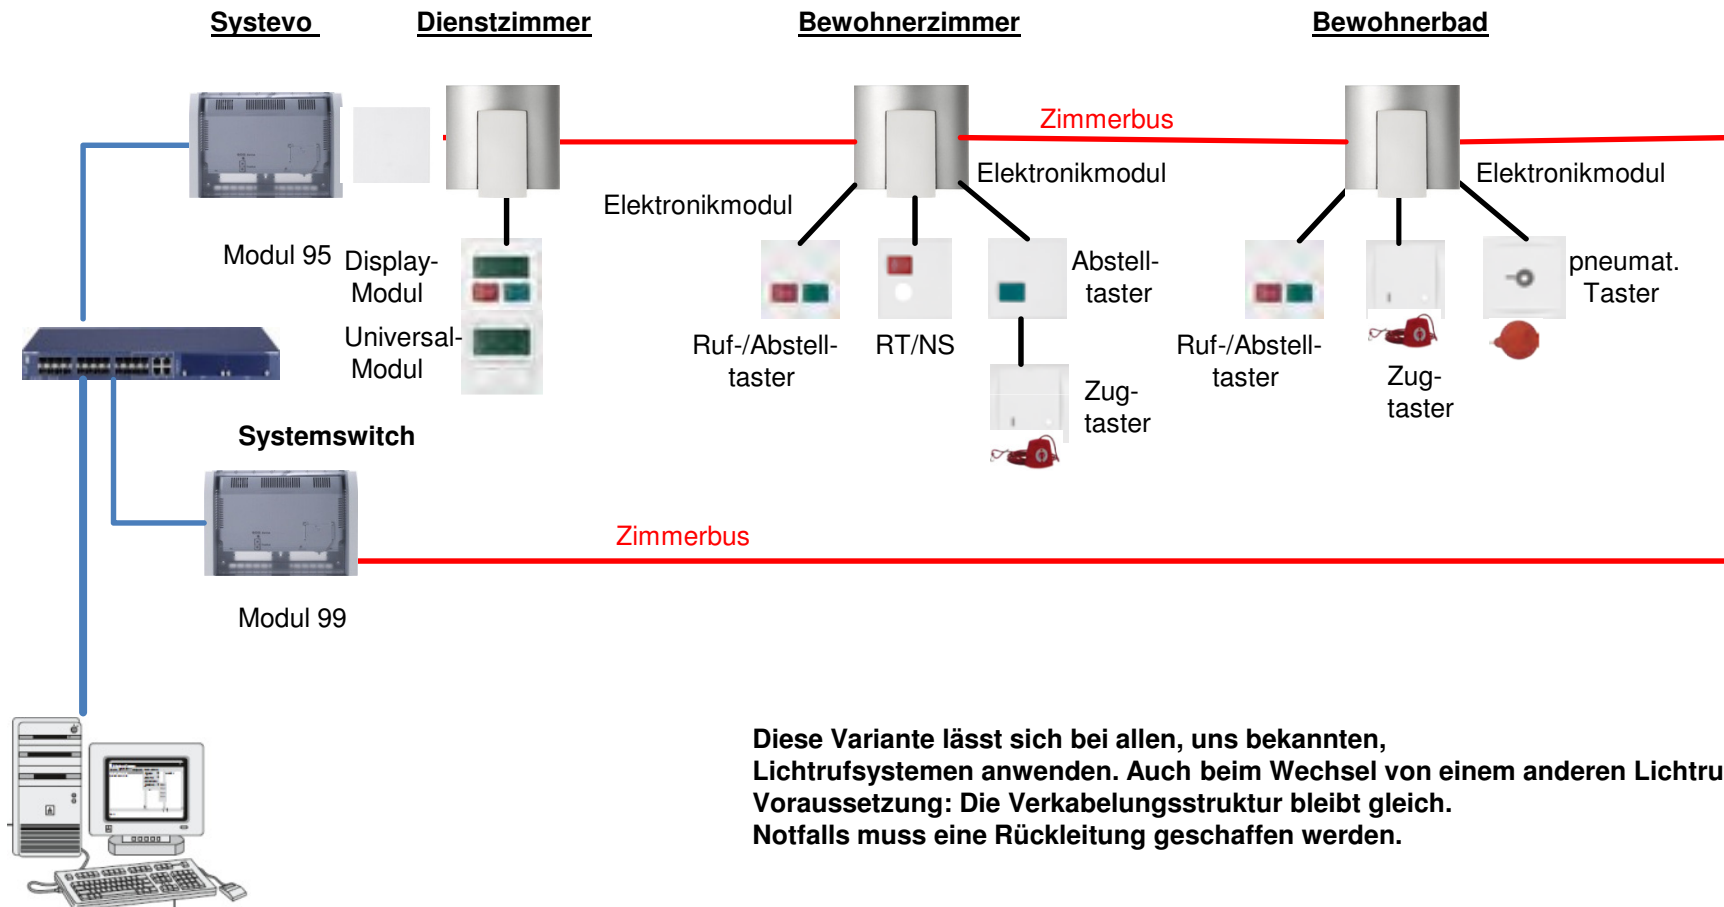 Systevo
Dienstzimmer
Bewohnerzimmer
Bewohnerbad
Zimmerbus
Elektronikmodul
Elektronikmodul
Elektronikmodul
Modul 95
Display-
Modul
Universal-
Modul
Ruf-/Abstell-
taster
RT/NS
Abstell-
taster
Zug-
taster
Ruf-/Abstell-
taster
Zug-
taster
pneumat.
Taster
Systemswitch
Zimmerbus
Modul 99
Diese Variante lässt sich bei allen, uns bekannten,
Lichtrufsystemen anwenden. Auch beim Wechsel von einem anderen Lichtru
Voraussetzung: Die Verkabelungsstruktur bleibt gleich.
Notfalls muss eine Rückleitung geschaffen werden.